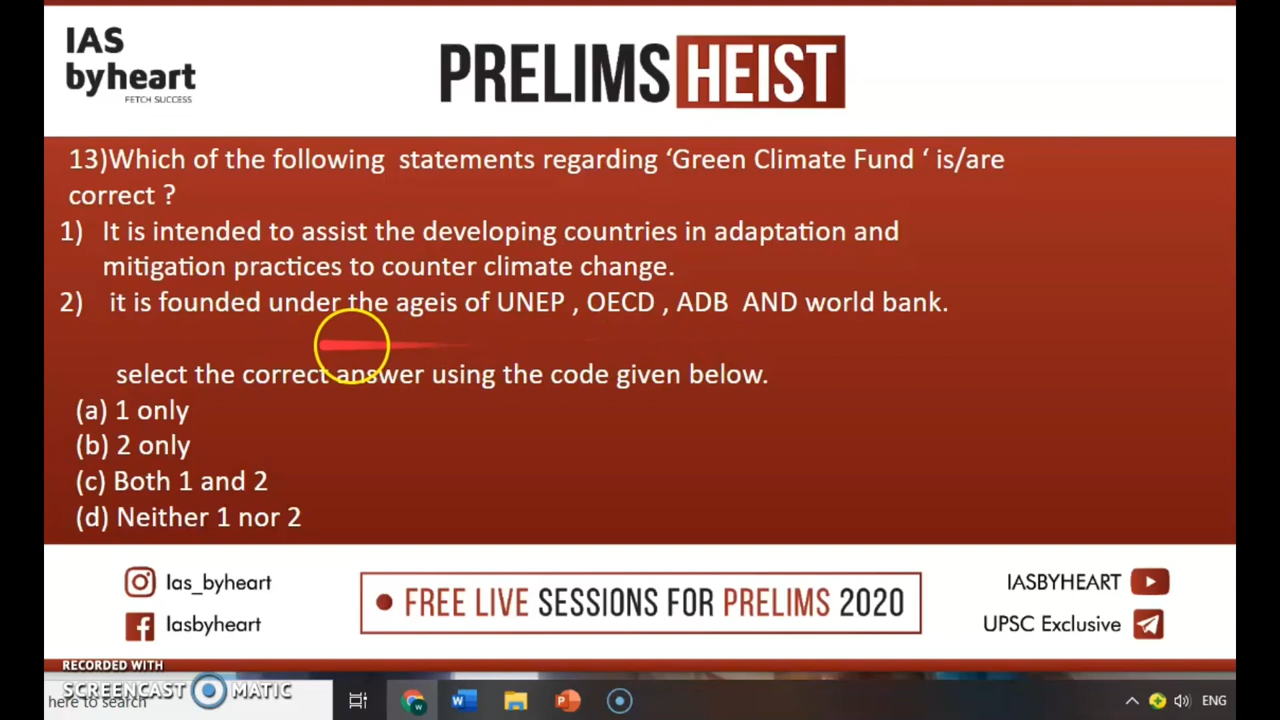 IAS
byheart
FETCH SUCCESS
PRELIMS HEIST
13)Which of the following statements regarding ‘Green Climate Fund ‘ is/are
correct ?
1) It is intended to assist the developing countries in adaptation and
mitigation practices to counter climate change.
2) it is founded under the ageis of UNEP , OECD , ADB AND world bank.
select the correct answer using the code given below.
(a) 1 only
(b) 2 only
(c) Both 1 and 2
(d) Neither 1 nor 2
Ias_byheart
Iasbyheart
• FREE LIVE SESSIONS FOR PRELIMS 2020
IASBYHEART
UPSC Exclusive
RECORDED WITH
SCREENCAST MATIC
here to search
ENG